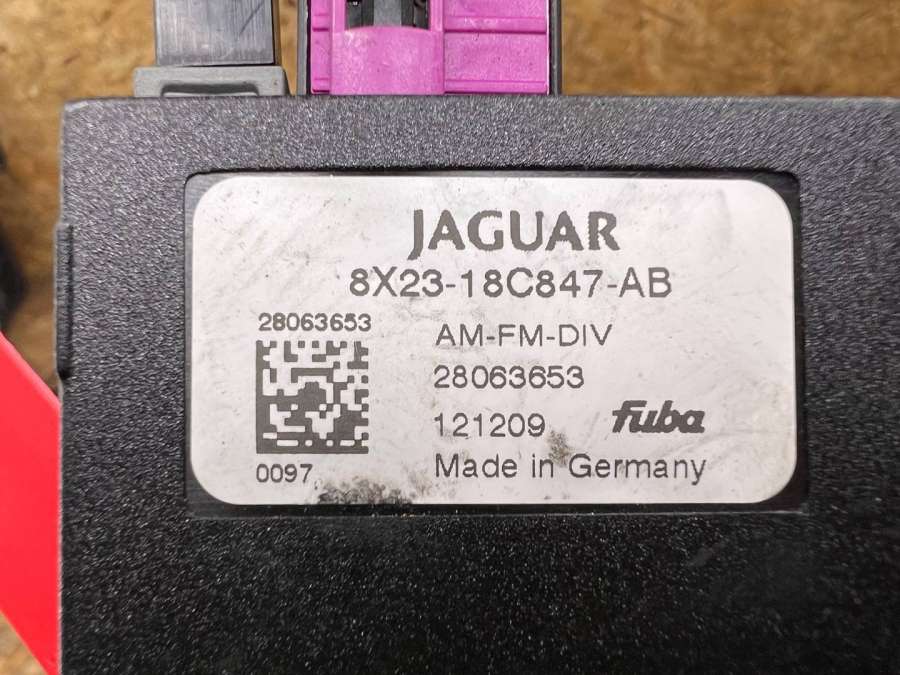 JAGUAR
8X23-18C847-AB
28063653
AM-FM-DIV
28063653
121209
fuba
0097
Made in Germany